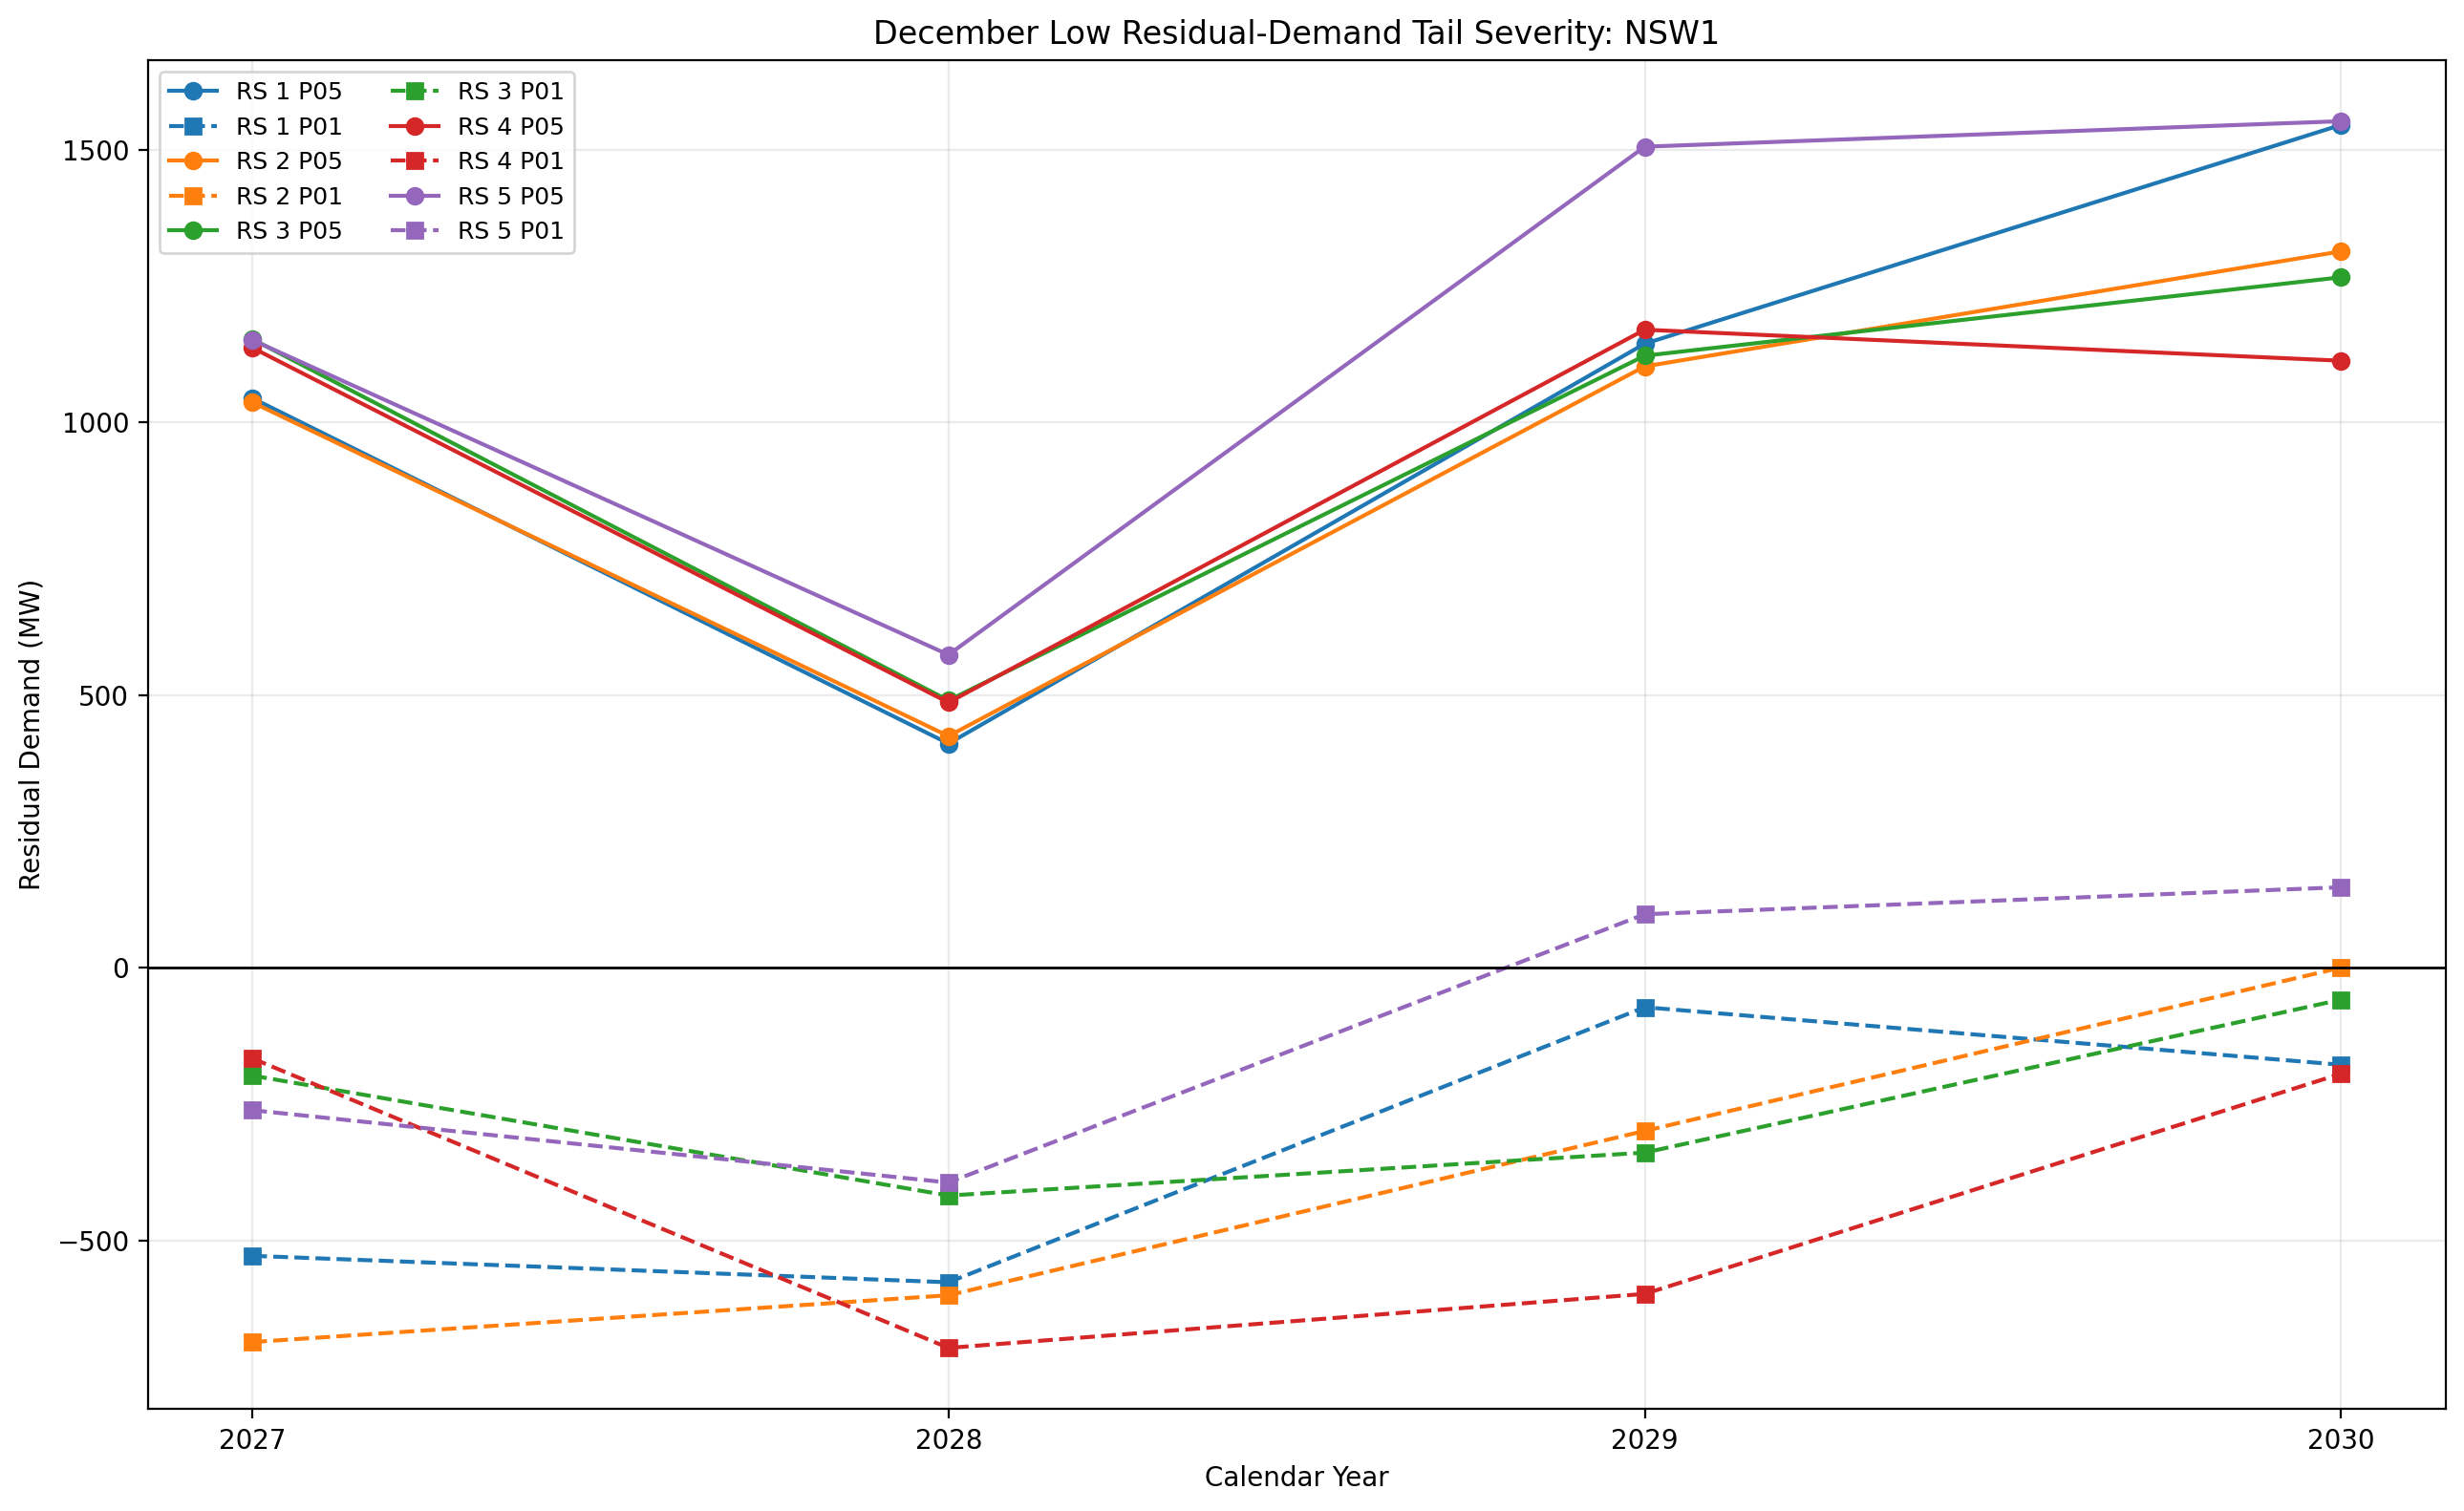 December Low Residual-Demand Tail Severity: NSW1
RS 1 P05
RS 1 P01
RS 2 P05
RS 2 P01
RS 3 P05
RS 3 P01
RS 4 P05
RS 4 P01
RS 5 P05
RS 5 P01
Residual Demand (MW)
1500
1000
500
0
−500
2027
2028
2029
2030
Calendar Year